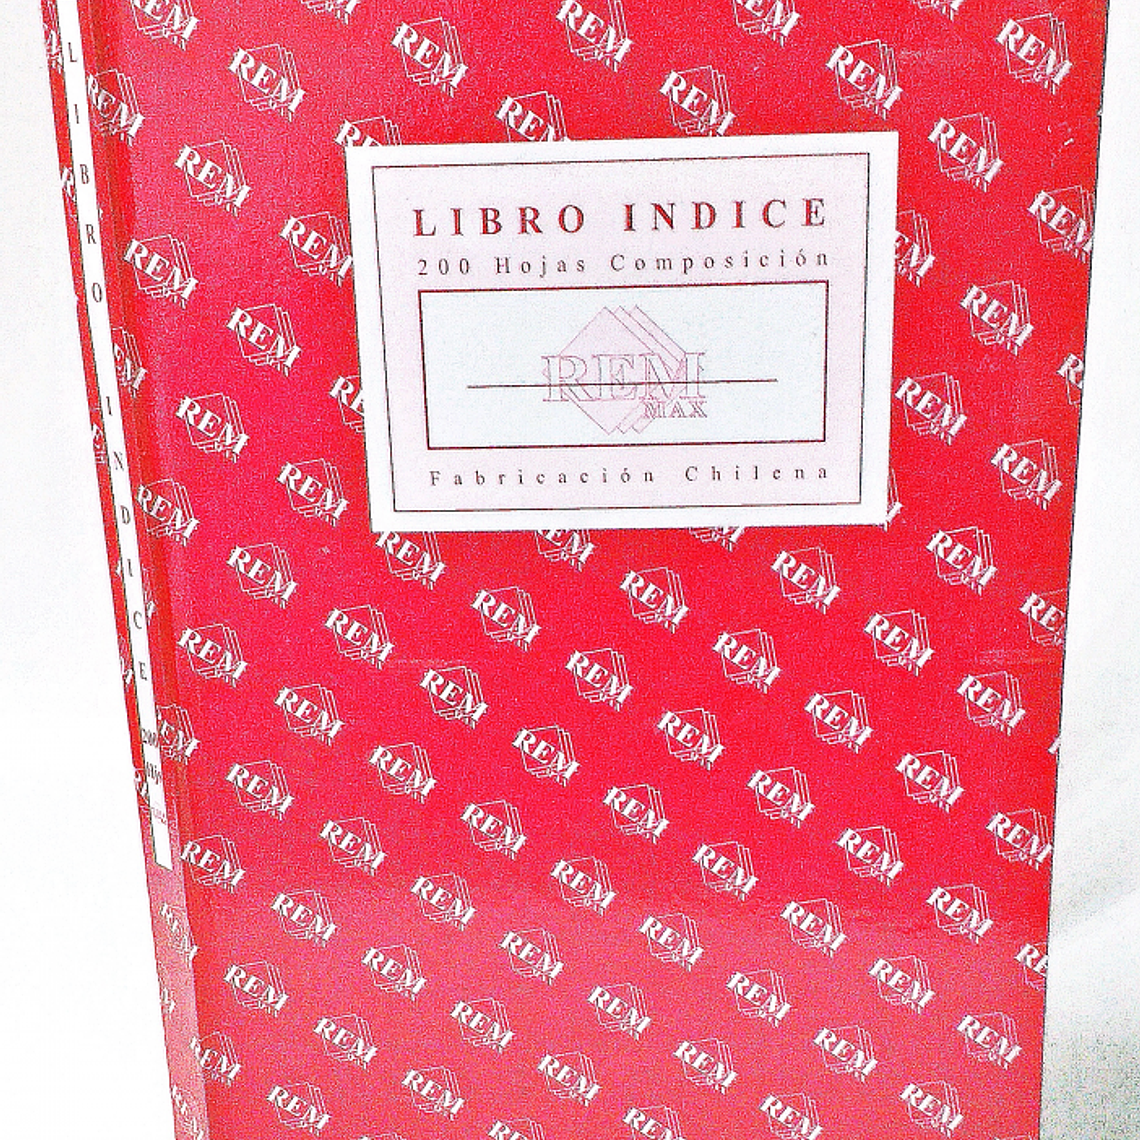 LIBRO INDICE
200 Hojas Composición
REM
MAX
Fabricación Chilena
LIBRO INDICE